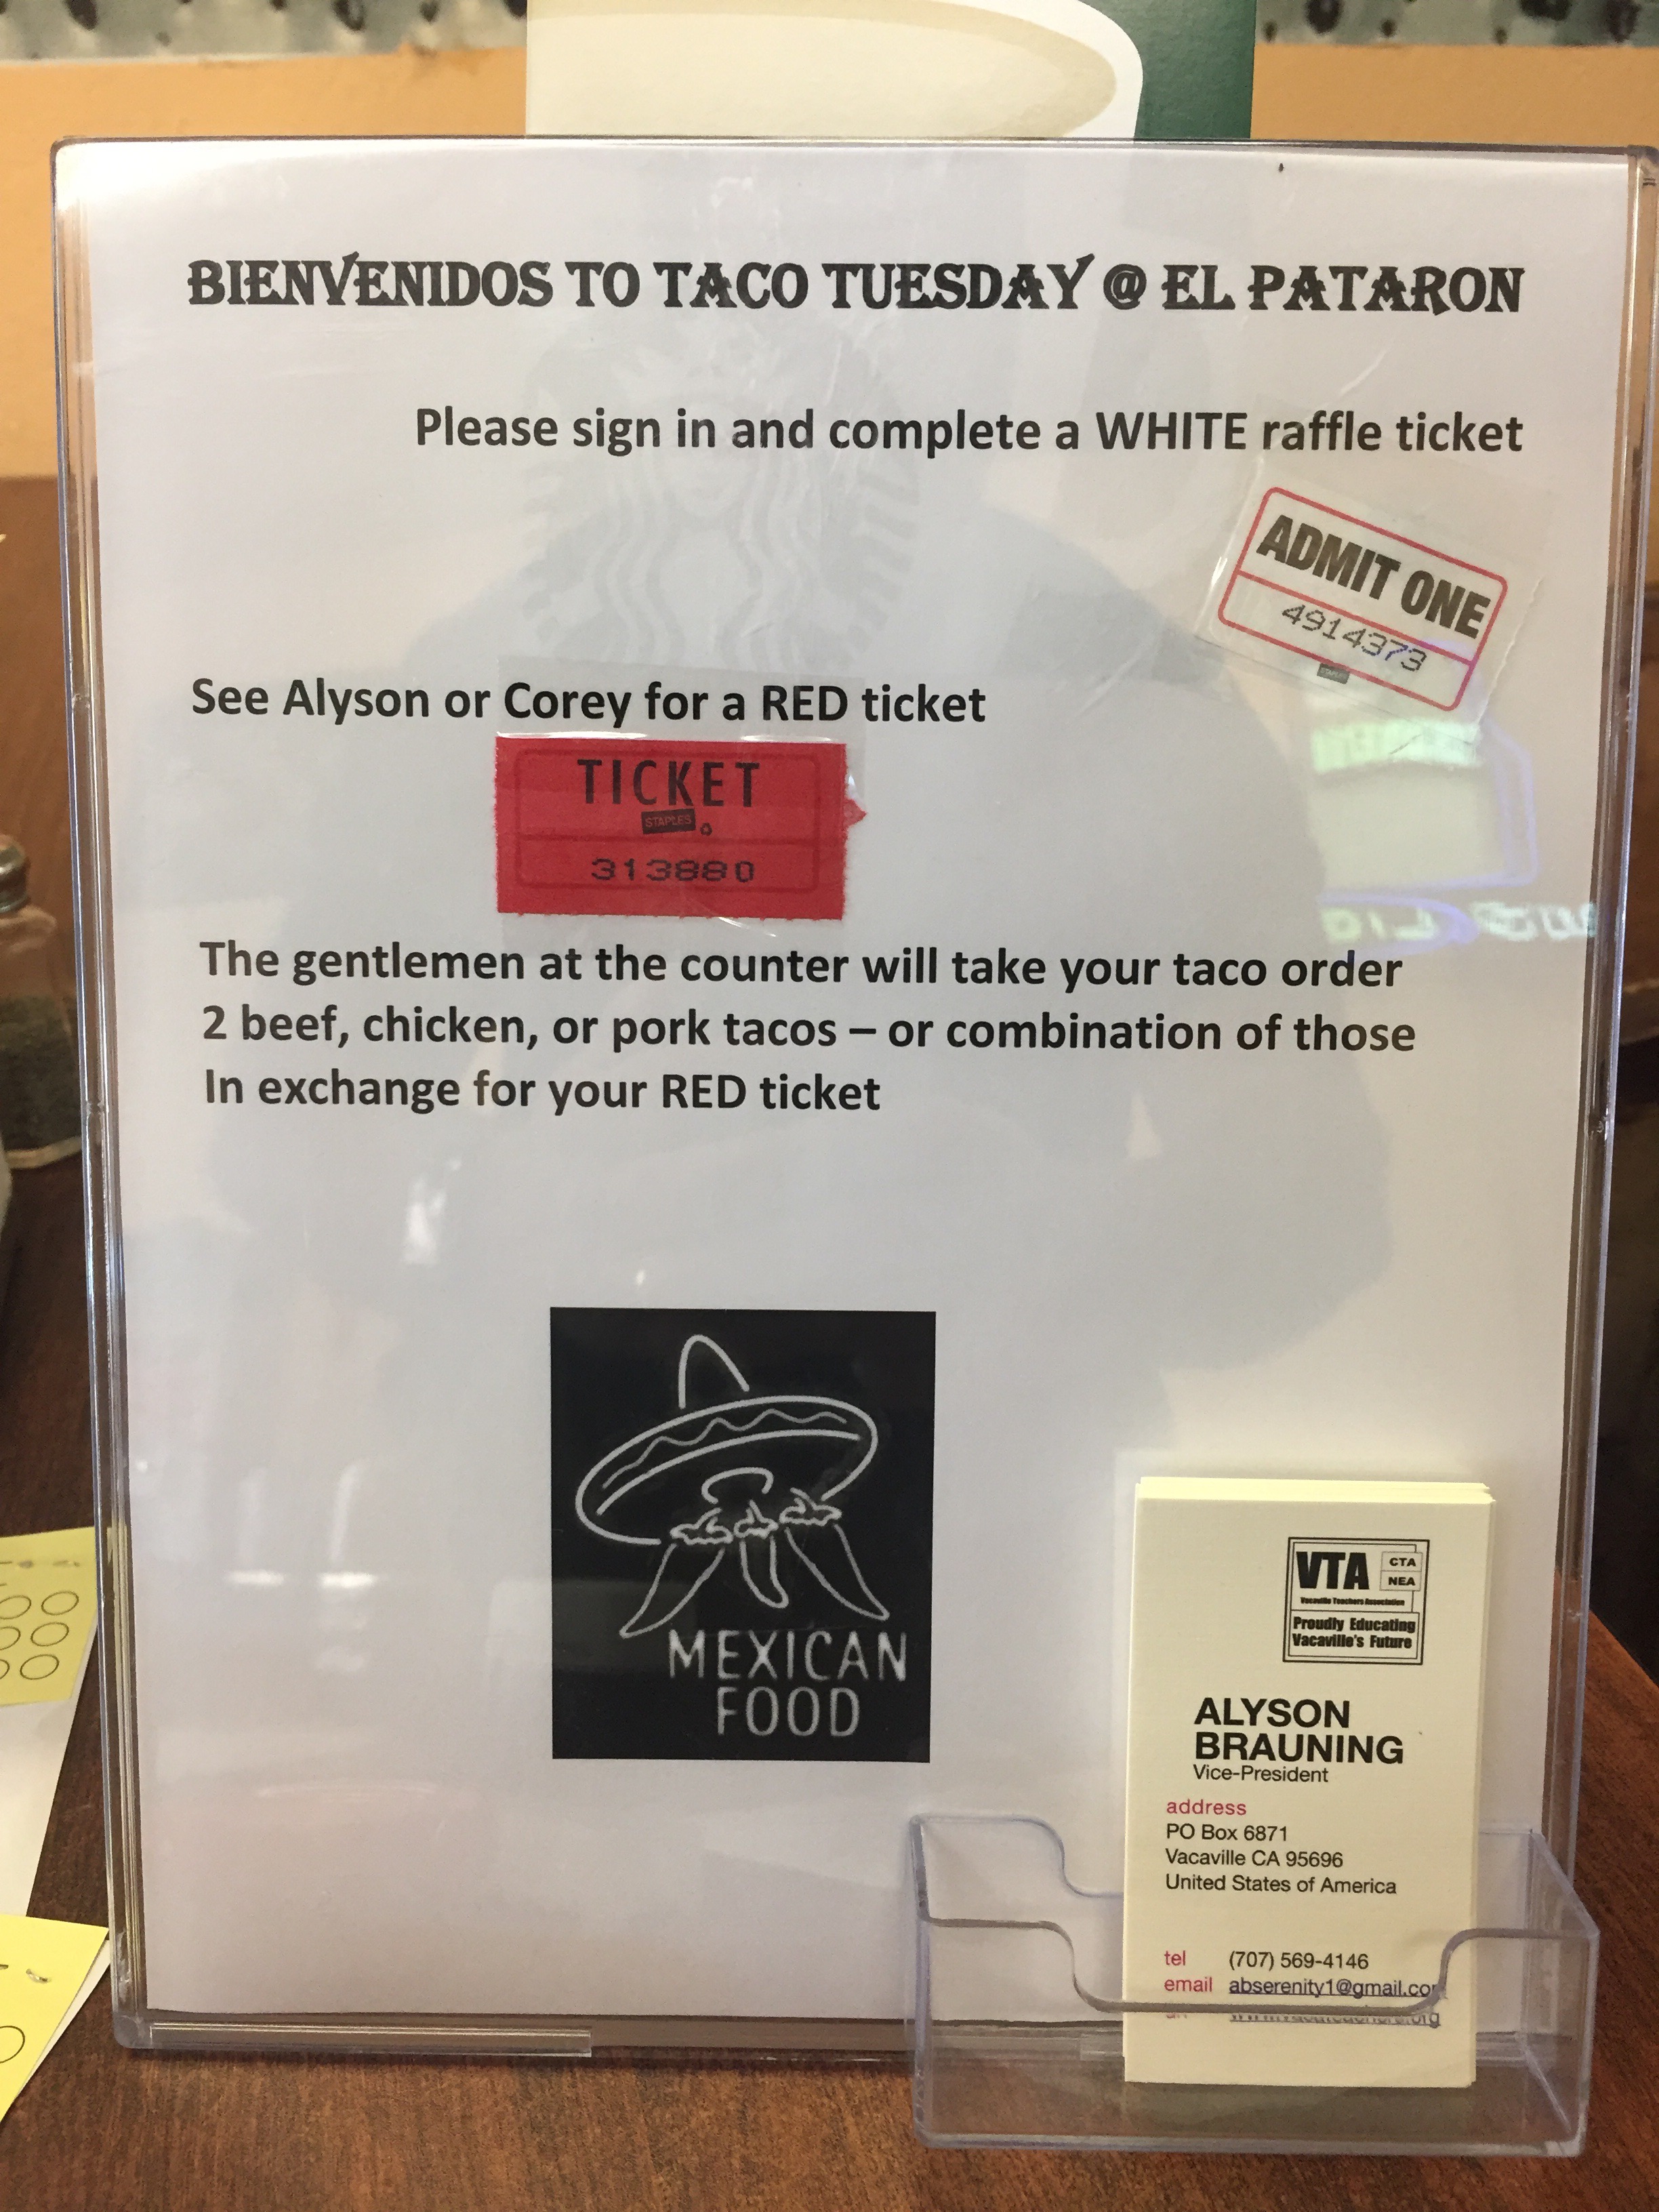 BIENVENIDOS TO TACO TUESDAY @ EL PATARON
Please sign in and complete a WHITE raffle ticket
ADMIT ONE
4914373
See Alyson or Corey for a RED ticket
TICKET
STAPLES
313880
The gentlemen at the counter will take your taco order
2 beef, chicken, or pork tacos – or combination of those
In exchange for your RED ticket
MEXICAN
FOOD
VTA
CTA
NEA
Vacaville Teachers Association
Proudly Educating
Vacaville's Future
ALYSON
BRAUNING
Vice-President
address
PO Box 6871
Vacaville CA 95696
United States of America
tel (707) 569-4146
email abserenity1@gmail.com